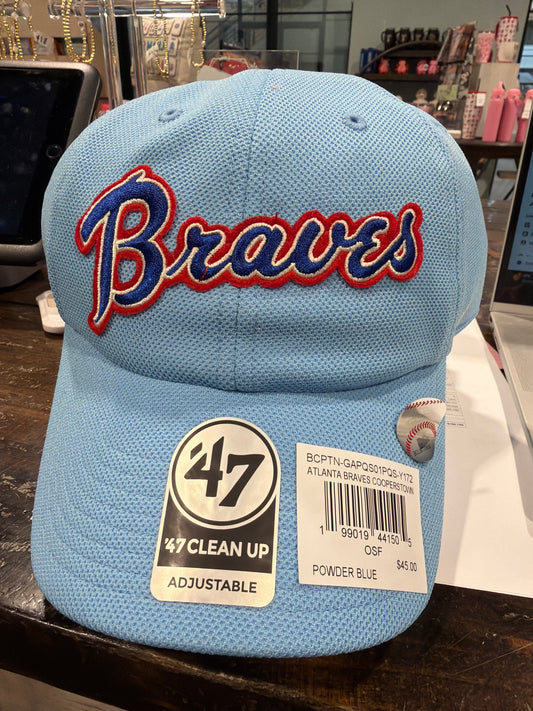 Braves
'47
'47 CLEAN UP
ADJUSTABLE
BCPTN-GAPQS01PQS-Y172
ATLANTA BRAVES COOPERSTOWN
1 99019 44150 5
OSF
POWDER BLUE $45.00